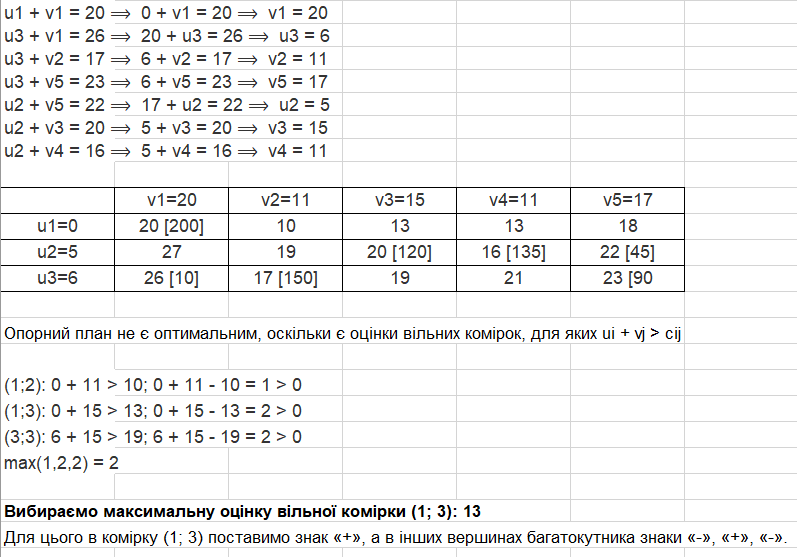 u1 + v1 = 20 ⟹ 0 + v1 = 20 ⟹ v1 = 20
u3 + v1 = 26 ⟹ 20 + u3 = 26 ⟹ u3 = 6
u3 + v2 = 17 ⟹ 6 + v2 = 17 ⟹ v2 = 11
u3 + v5 = 23 ⟹ 6 + v5 = 23 ⟹ v5 = 17
u2 + v5 = 22 ⟹ 17 + u2 = 22 ⟹ u2 = 5
u2 + v3 = 20 ⟹ 5 + v3 = 20 ⟹ v3 = 15
u2 + v4 = 16 ⟹ 5 + v4 = 16 ⟹ v4 = 11
v1=20 v2=11 v3=15 v4=11 v5=17
u1=0 20 [200] 10 13 13 18
u2=5 27 19 20 [120] 16 [135] 22 [45]
u3=6 26 [10] 17 [150] 19 21 23 [90
Опорний план не є оптимальним, оскільки є оцінки вільних комірок, для яких ui + vj > cij
(1;2): 0 + 11 > 10; 0 + 11 - 10 = 1 > 0
(1;3): 0 + 15 > 13; 0 + 15 - 13 = 2 > 0
(3;3): 6 + 15 > 19; 6 + 15 - 19 = 2 > 0
max(1,2,2) = 2
Вибираємо максимальну оцінку вільної комірки (1; 3): 13
Для цього в комірку (1; 3) поставимо знак «+», а в інших вершинах багатокутника знаки «-», «+», «-».